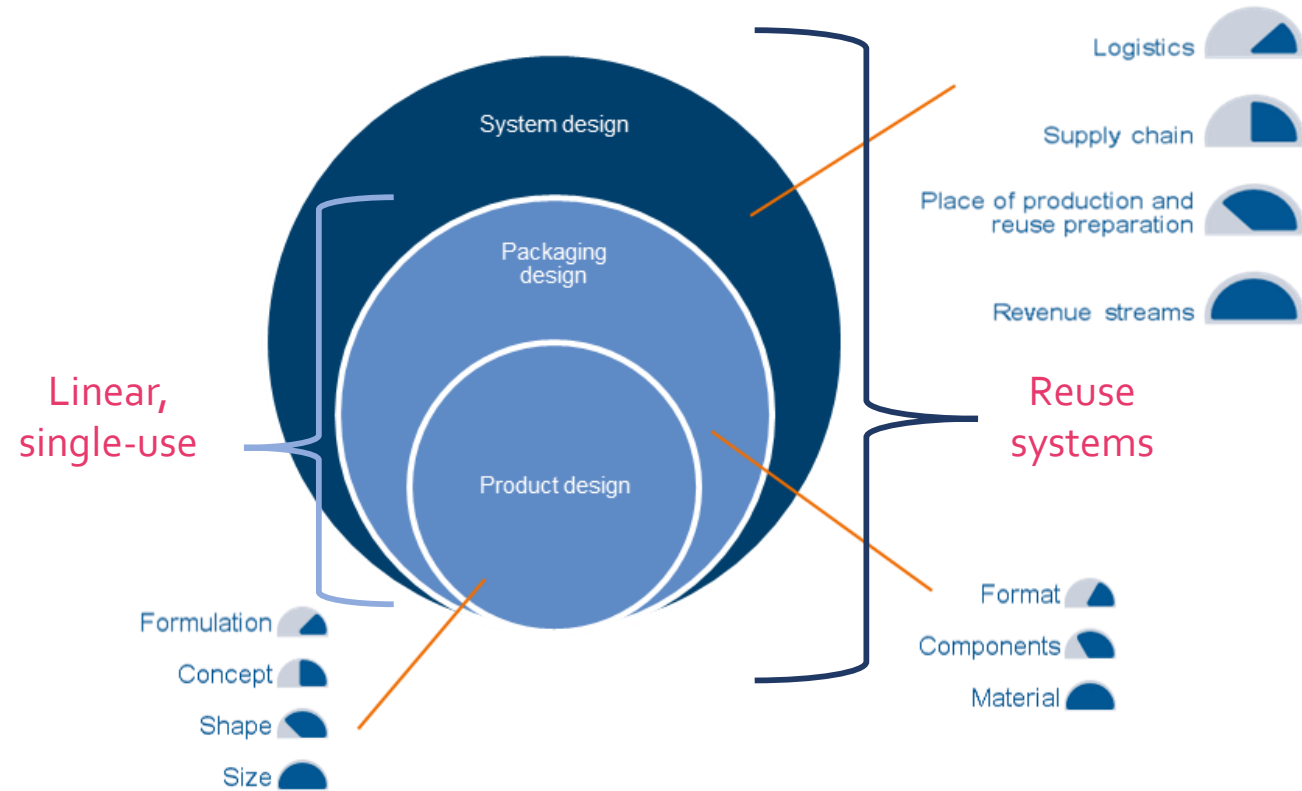 System design
Packaging
design
Product design
Linear,
single-use
Reuse
systems
Logistics
Supply chain
Place of production and
reuse preparation
Revenue streams
Formulation
Concept
Shape
Size
Format
Components
Material